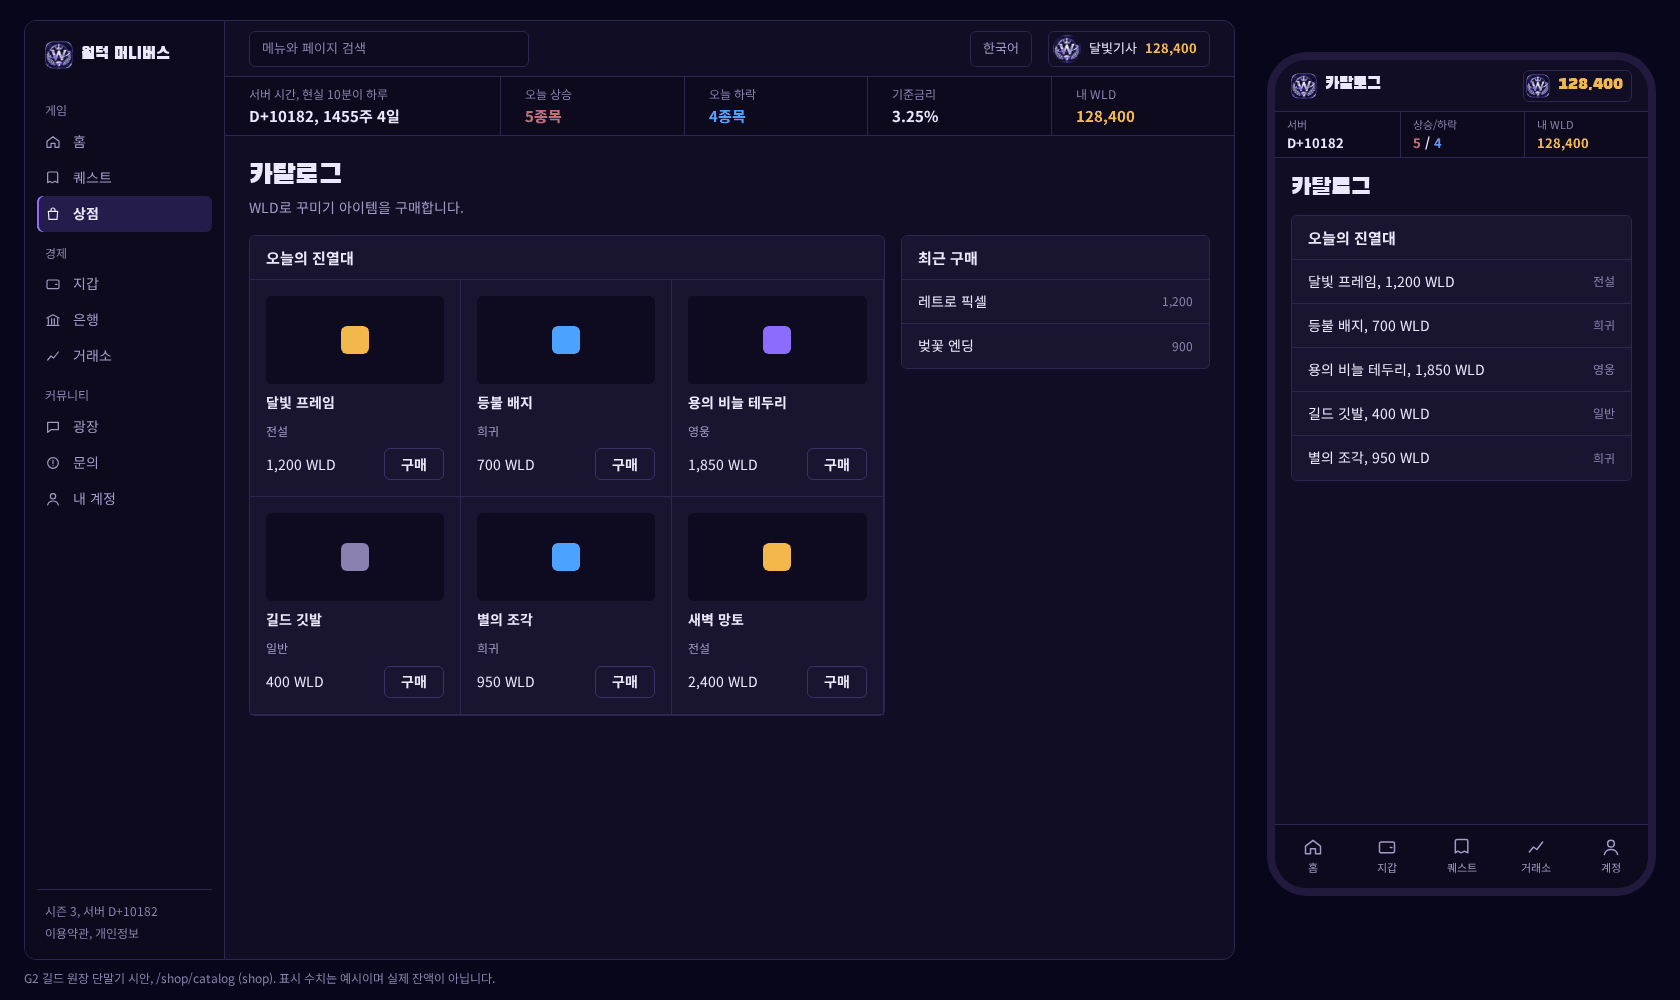 월덕 머니버스
게임
홈
퀘스트
상점
경제
지갑
은행
거래소
커뮤니티
광장
문의
내 계정
시즌 3, 서버 D+10182
이용약관, 개인정보
메뉴와 페이지 검색
한국어
달빛기사 128,400
서버 시간, 현실 10분이 하루
D+10182, 1455주 4일
오늘 상승
5종목
오늘 하락
4종목
기준금리
3.25%
내 WLD
128,400
카탈로그
WLD로 꾸미기 아이템을 구매합니다.
오늘의 진열대
달빛 프레임
전설
1,200 WLD
구매
등불 배지
희귀
700 WLD
구매
용의 비늘 테두리
영웅
1,850 WLD
구매
길드 깃발
일반
400 WLD
구매
별의 조각
희귀
950 WLD
구매
새벽 망토
전설
2,400 WLD
구매
최근 구매
레트로 픽셀 1,200
벚꽃 엔딩 900
카탈로그
128,400
서버
D+10182
상승/하락
5 / 4
내 WLD
128,400
카탈로그
오늘의 진열대
달빛 프레임, 1,200 WLD 전설
등불 배지, 700 WLD 희귀
용의 비늘 테두리, 1,850 WLD 영웅
길드 깃발, 400 WLD 일반
별의 조각, 950 WLD 희귀
홈
지갑
퀘스트
거래소
계정
G2 길드 원장 단말기 시안, /shop/catalog (shop). 표시 수치는 예시이며 실제 잔액이 아닙니다.